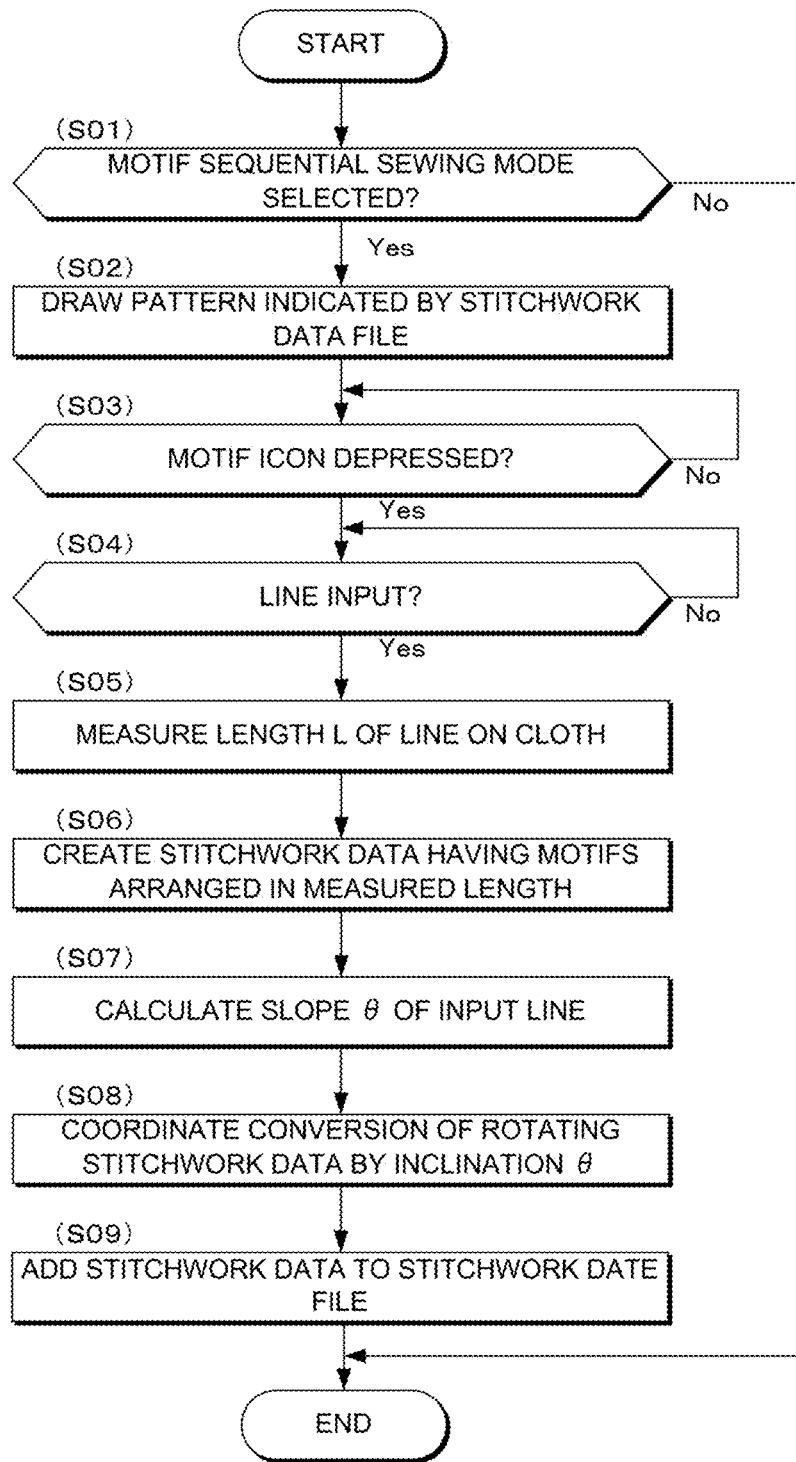 START
(S01)
MOTIF SEQUENTIAL SEWING MODE
SELECTED?
No
Yes
(S02)
DRAW PATTERN INDICATED BY STITCHWORK
DATA FILE
(S03)
MOTIF ICON DEPRESSED?
No
Yes
(S04)
LINE INPUT?
No
Yes
(S05)
MEASURE LENGTH L OF LINE ON CLOTH
(S06)
CREATE STITCHWORK DATA HAVING MOTIFS
ARRANGED IN MEASURED LENGTH
(S07)
CALCULATE SLOPE θ OF INPUT LINE
(S08)
COORDINATE CONVERSION OF ROTATING
STITCHWORK DATA BY INCLINATION θ
(S09)
ADD STITCHWORK DATA TO STITCHWORK DATE
FILE
END